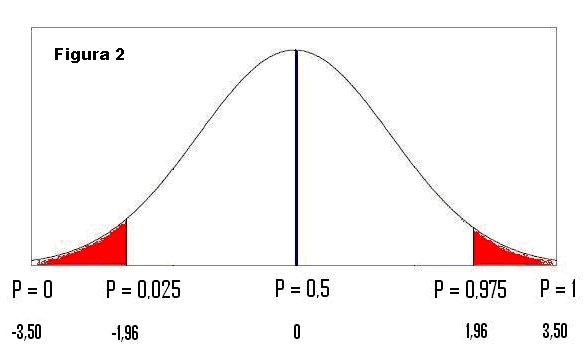 Figura 2
P = 0 P = 0,025 P = 0,5 P = 0,975 P = 1
-3,50 -1,96 0 1,96 3,50